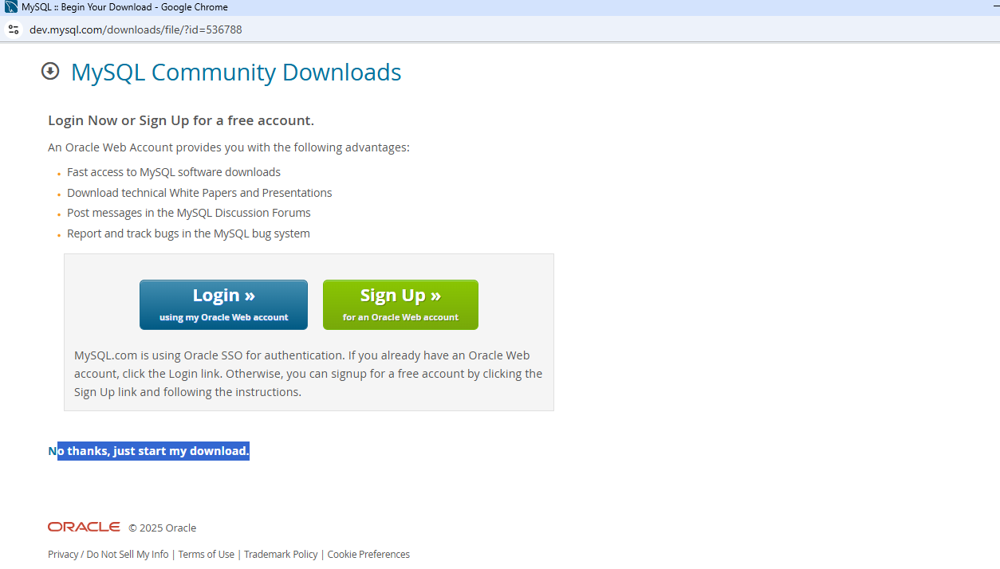 MySQL :: Begin Your Download - Google Chrome
dev.mysql.com/downloads/file/?id=536788
MySQL Community Downloads
Login Now or Sign Up for a free account.
An Oracle Web Account provides you with the following advantages:
Fast access to MySQL software downloads
Download technical White Papers and Presentations
Post messages in the MySQL Discussion Forums
Report and track bugs in the MySQL bug system
Login »
using my Oracle Web account
Sign Up »
for an Oracle Web account
MySQL.com is using Oracle SSO for authentication. If you already have an Oracle Web
account, click the Login link. Otherwise, you can signup for a free account by clicking the
Sign Up link and following the instructions.
No thanks, just start my download.
ORACLE © 2025 Oracle
Privacy / Do Not Sell My Info | Terms of Use | Trademark Policy | Cookie Preferences